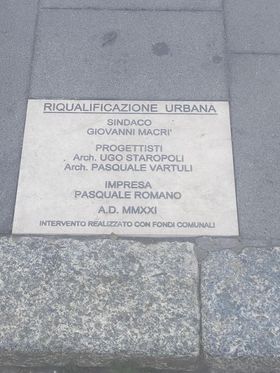 RIQUALIFICAZIONE URBANA
SINDACO
GIOVANNI MACRI'
PROGETTISTI
Arch. UGO STAROPOLI
Arch. PASQUALE VARTULI
IMPRESA
PASQUALE ROMANO
A.D. MMXXI
INTERVENTO REALIZZATO CON FONDI COMUNALI